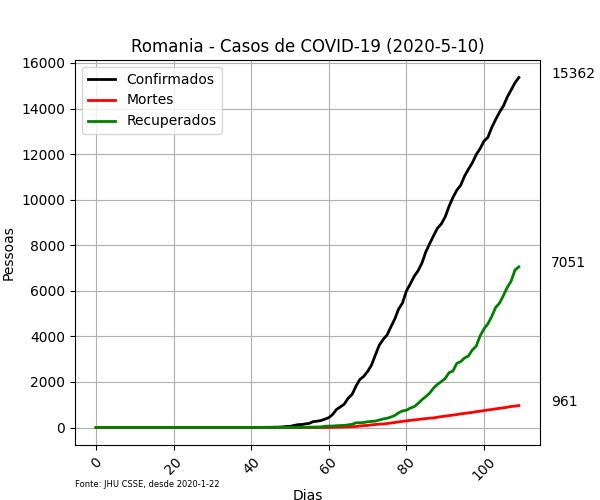 Romania - Casos de COVID-19 (2020-5-10)
Confirmados
Mortes
Recuperados
16000
14000
12000
10000
8000
6000
4000
2000
0
Pessoas
15362
7051
961
0
20
40
60
80
100
Fonte: JHU CSSE, desde 2020-1-22
Dias